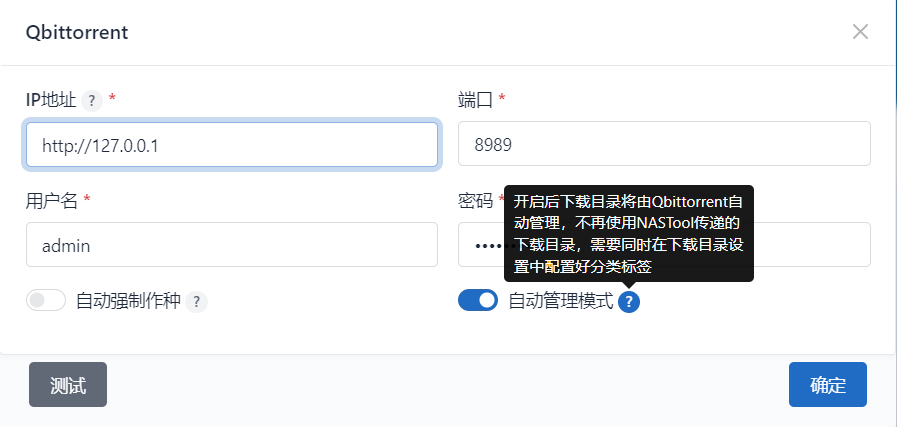 Qbittorrent
IP地址 ? *
端口 *
http://127.0.0.1
8989
用户名 *
密码 *
开启后下载目录将由Qbittorrent自
动管理，不再使用NASTool传递的
下载目录，需要同时在下载目录设
置中配置好分类标签
admin
••••••
自动强制作种 ?
自动管理模式 ?
测试
确定